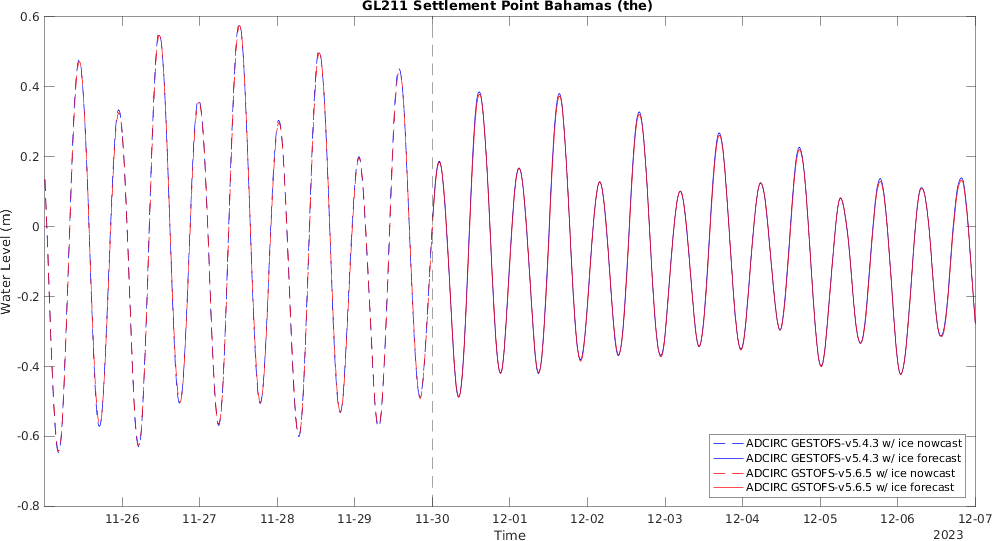 GL211 Settlement Point Bahamas (the)
0.6
0.4
0.2
0
-0.2
-0.4
-0.6
-0.8
Water Level (m)
ADCIRC GESTOFS-v5.4.3 w/ ice nowcast
ADCIRC GESTOFS-v5.4.3 w/ ice forecast
ADCIRC GSTOFS-v5.6.5 w/ ice nowcast
ADCIRC GSTOFS-v5.6.5 w/ ice forecast
11-26 11-27 11-28 11-29 11-30 12-01 12-02 12-03 12-04 12-05 12-06 12-07
Time
2023